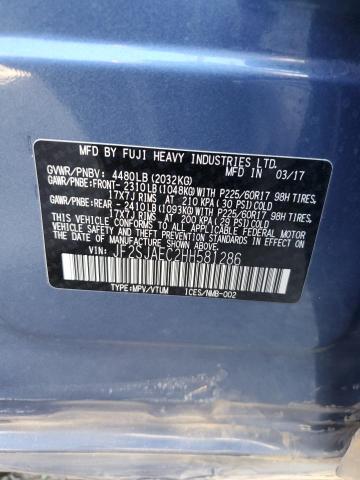 MFD BY FUJI HEAVY INDUSTRIES LTD.
GVWR/PNBV: 4480LB(2032KG) MFD IN 03/17
GAWR/PNBE:FRONT-2310LB(1048KG)WITH P225/60R17 98H TIRES,
17X7J RIMS AT 210 KPA(30 PSI)COLD
GAWR/PNBE:REAR-2410LB(1093KG)WITH P225/60R17 98H TIRES,
17X7J RIMS AT 200 KPA(29 PSI)COLD
THIS VEHICLE CONFORMS TO ALL APPLICABLE FEDERAL MOTOR
VEHICLE SAFETY STANDARDS IN EFFECT ON THE DATE OF
MANUFACTURE SHOWN ABOVE.
VIN: JF2SJAEC2HH581286
TYPE:MPV/VTUM ICES/NMB-002